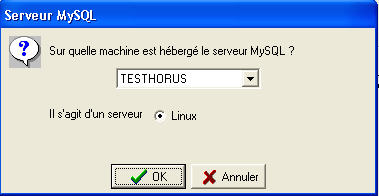 Serveur MySQL
Sur quelle machine est hébergé le serveur MySQL ?
TESTHORUS
Il s'agit d'un serveur Linux
OK Annuler